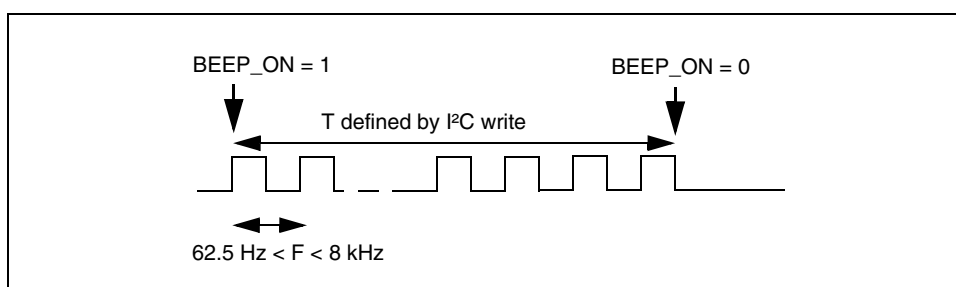 BEEP_ON = 1
BEEP_ON = 0
T defined by I²C write
62.5 Hz < F < 8 kHz